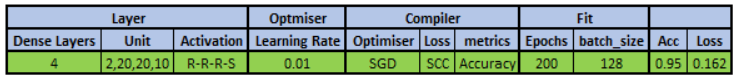 Layer Optmiser Compiler Fit
Dense Layers Unit Activation Learning Rate Optimiser Loss metrics Epochs batch_size Acc Loss
4 2,20,20,10 R-R-R-S 0.01 SGD SCC Accuracy 200 128 0.95 0.162